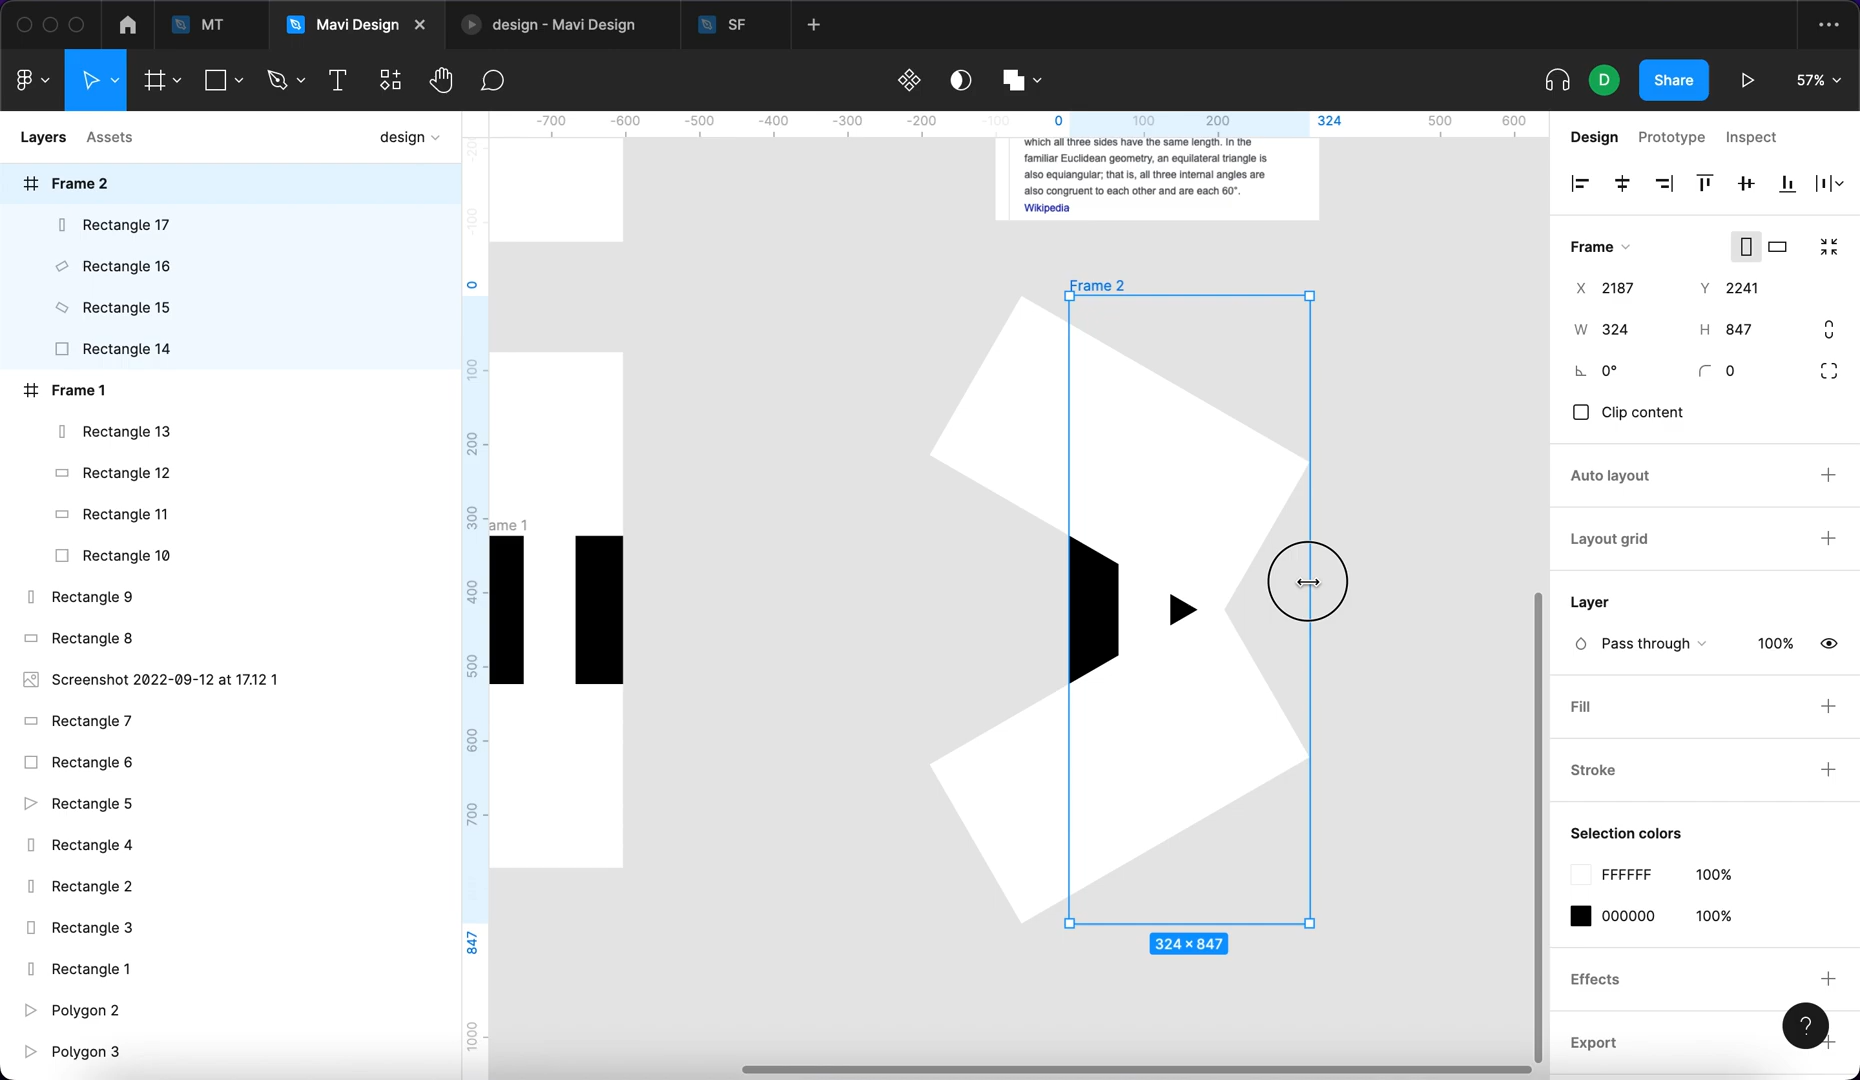 MT
Mavi Design
design - Mavi Design
SF
D
Share
57%
Layers
Assets
design
Frame 2
Rectangle 17
Rectangle 16
Rectangle 15
Rectangle 14
Frame 1
Rectangle 13
Rectangle 12
Rectangle 11
Rectangle 10
Rectangle 9
Rectangle 8
Screenshot 2022-09-12 at 17.12 1
Rectangle 7
Rectangle 6
Rectangle 5
Rectangle 4
Rectangle 2
Rectangle 3
Rectangle 1
Polygon 2
Polygon 3
-700
-600
-500
-400
-300
-200
-100
0
100
200
324
500
600
-100
0
100
200
300
400
500
600
700
847
1000
which all three sides have the same length. In the
familiar Euclidean geometry, an equilateral triangle is
also equiangular; that is, all three internal angles are
also congruent to each other and are each 60°.
Wikipedia
Frame 2
ame 1
324 × 847
Design
Prototype
Inspect
Frame
X 2187
Y 2241
W 324
H 847
0°
0
Clip content
Auto layout
Layout grid
Layer
Pass through
100%
Fill
Stroke
Selection colors
FFFFFF 100%
000000 100%
Effects
?
Export